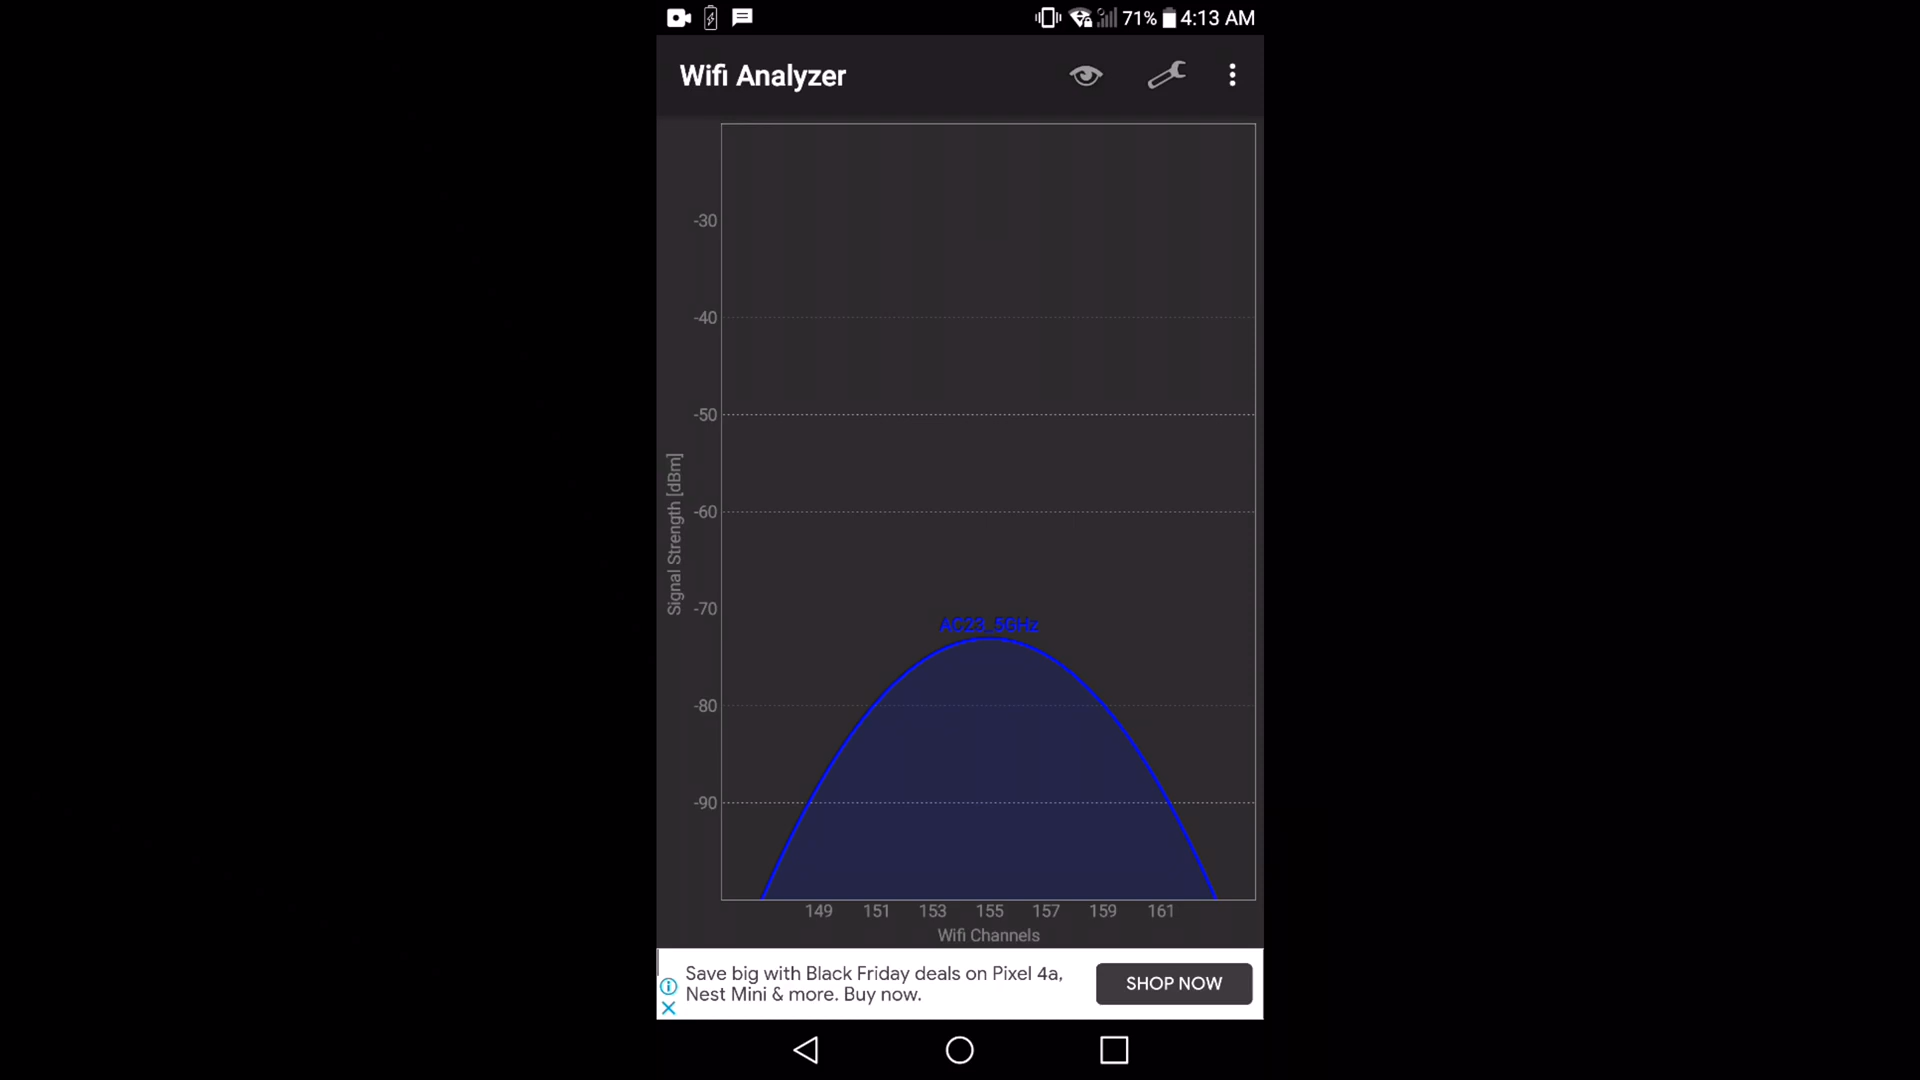 71% 4:13 AM
Wifi Analyzer
-30
-40
-50
-60
-70
-80
-90
Signal Strength [dBm]
AC23_5GHz
149 151 153 155 157 159 161
Wifi Channels
Save big with Black Friday deals on Pixel 4a,
Nest Mini & more. Buy now.
SHOP NOW